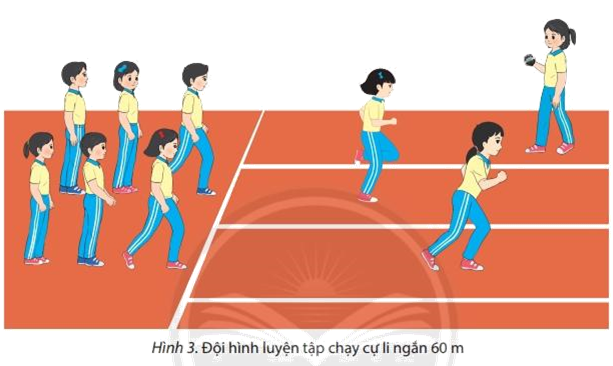 Hình 3. Đội hình luyện tập chạy cự li ngắn 60 m